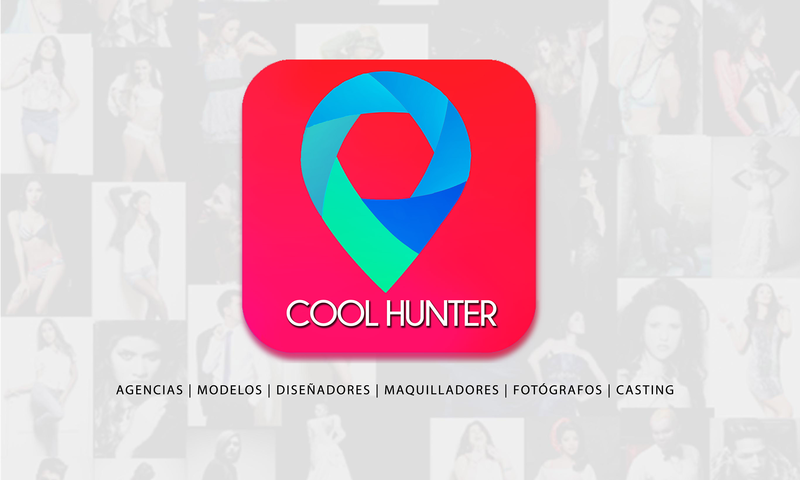 COOL HUNTER
AGENCIAS | MODELOS | DISEÑADORES | MAQUILLADORES | FOTÓGRAFOS | CASTING